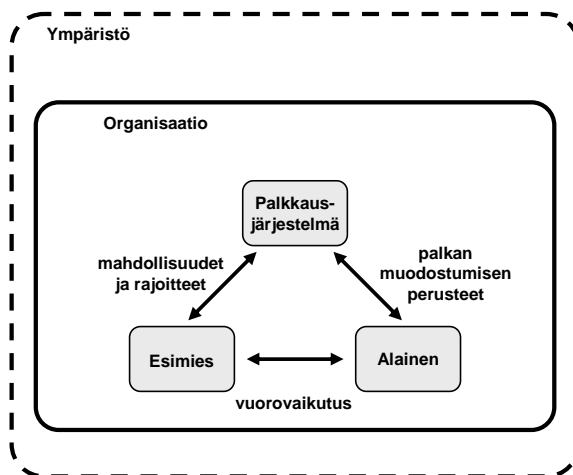 Ympäristö
Organisaatio
Palkkaus-
järjestelmä
mahdollisuudet
ja rajoitteet
palkan
muodostumisen
perusteet
Esimies
Alainen
vuorovaikutus